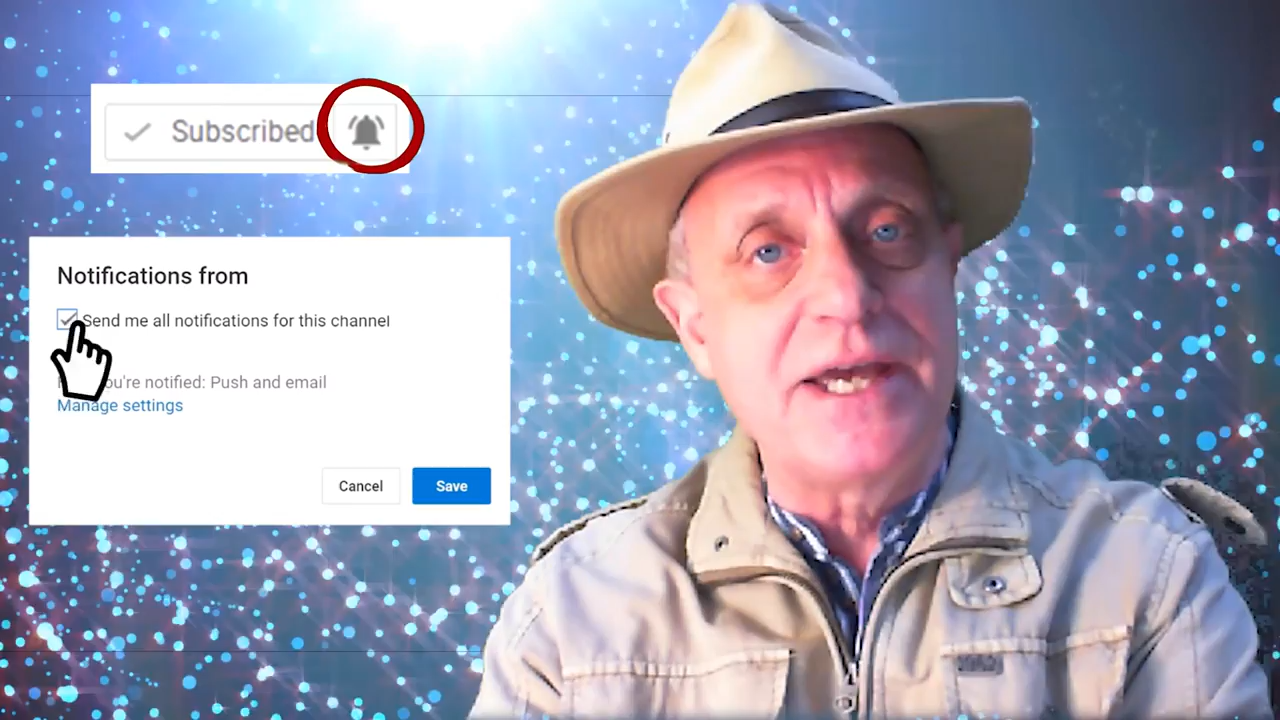 Subscribed
Notifications from
Send me all notifications for this channel
you're notified: Push and email
Manage settings
Cancel
Save